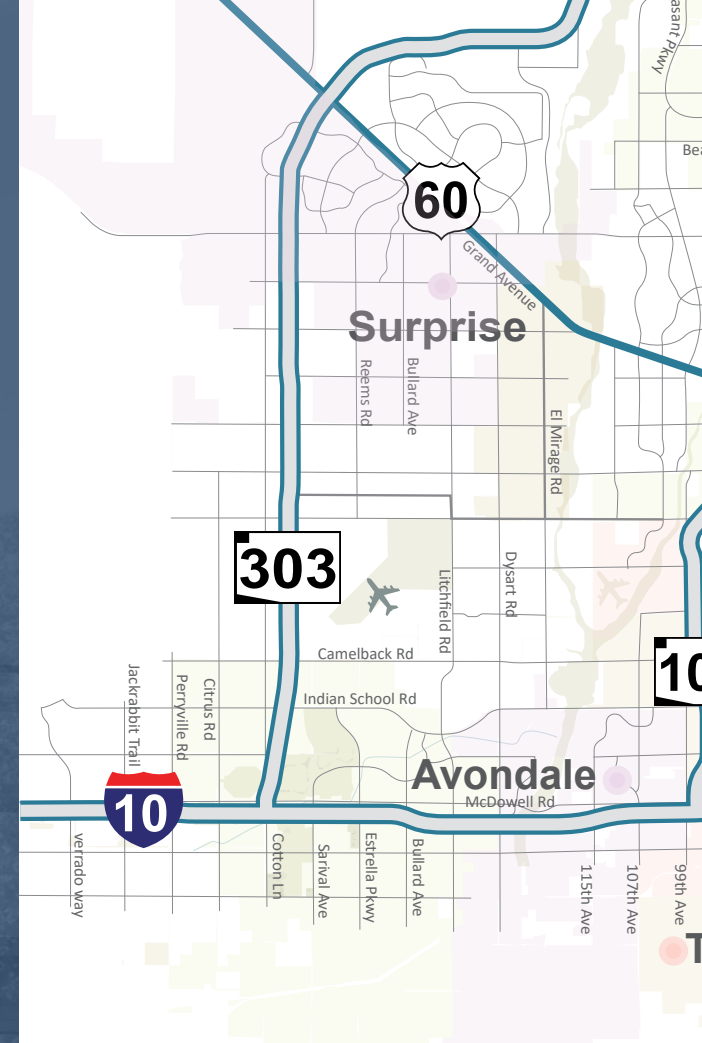 Pkwy
Bea
60
Grand Avenue
Surprise
Reems Rd
Bullard Ave
El Mirage Rd
303
Litchfield Rd
Dysart Rd
Camelback Rd
10
Indian School Rd
Jackrabbit Trail
Perryville Rd
Citrus Rd
Avondale
McDowell Rd
10
verrado way
Cotton Ln
Sarival Ave
Estrella Pkwy
Bullard Ave
115th Ave
107th Ave
99th Ave
T